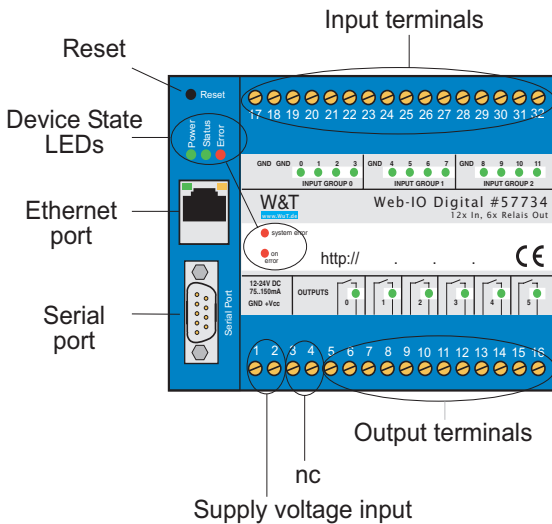 Input terminals
Reset
Reset
17 18 19 20 21 22 23 24 25 26 27 28 29 30 31 32
Device State
LEDs
Power
Status
Error
GND GND 0 1 2 3 GND 4 5 6 7 GND 8 9 10 11
INPUT GROUP 0 INPUT GROUP 1 INPUT GROUP 2
Ethernet
port
W&T
www.WuT.de
Web-IO Digital #57734
12x In, 6x Relais Out
system error
on
error
http:// . . .
CE
12-24V DC
75..150mA
GND +Vcc
OUTPUTS
0 1 2 3 4 5
Serial
port
Serial Port
1 2 3 4 5 6 7 8 9 10 11 12 13 14 15 16
Output terminals
nc
Supply voltage input